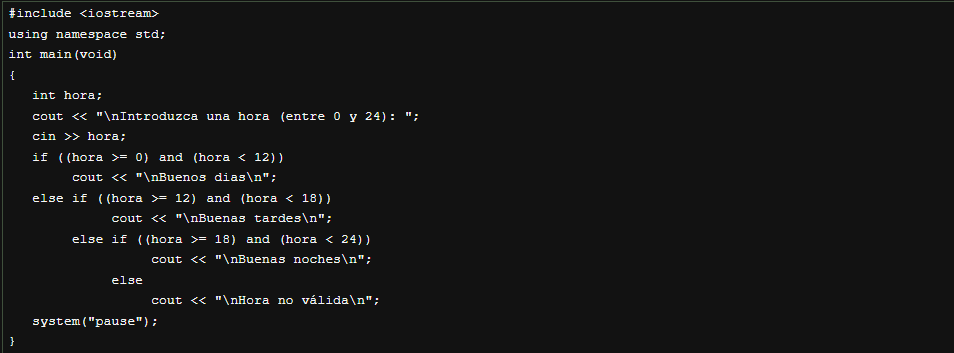 #include <iostream>
using namespace std;
int main(void)
{
int hora;
cout << "\nIntroduzca una hora (entre 0 y 24): ";
cin >> hora;
if ((hora >= 0) and (hora < 12))
cout << "\nBuenos dias\n";
else if ((hora >= 12) and (hora < 18))
cout << "\nBuenas tardes\n";
else if ((hora >= 18) and (hora < 24))
cout << "\nBuenas noches\n";
else
cout << "\nHora no válida\n";
system("pause");
}